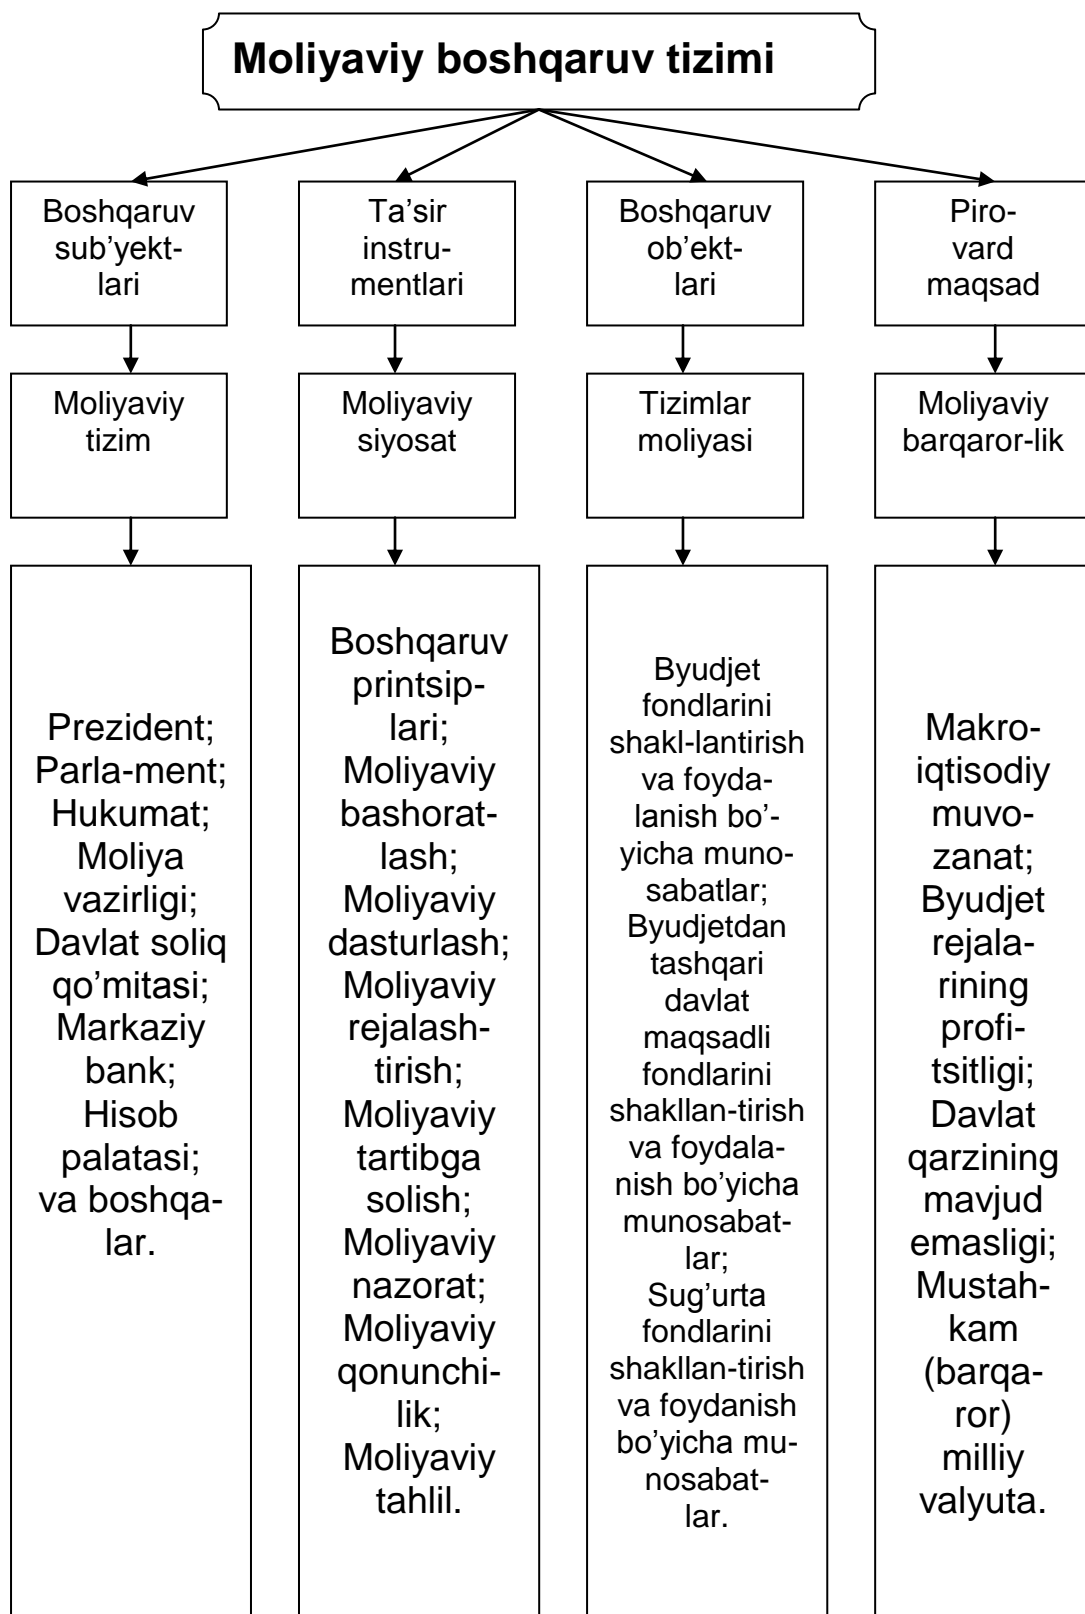 Moliyaviy boshqaruv tizimi
Boshqaruv
sub’yekt-
lari
Ta’sir
instru-
mentlari
Boshqaruv
ob’ekt-
lari
Piro-
vard
maqsad
Moliyaviy
tizim
Moliyaviy
siyosat
Tizimlar
moliyasi
Moliyaviy
barqaror-lik
Prezident;
Parla-ment;
Hukumat;
Moliya
vazirligi;
Davlat soliq
qo’mitasi;
Markaziy
bank;
Hisob
palatasi;
va boshqa-
lar.
Boshqaruv
printsip-
lari;
Moliyaviy
bashorat-
lash;
Moliyaviy
dasturlash;
Moliyaviy
rejalash-
tirish;
Moliyaviy
tartibga
solish;
Moliyaviy
nazorat;
Moliyaviy
qonunchi-
lik;
Moliyaviy
tahlil.
Byudjet
fondlarini
shakl-lantirish
va foyda-
lanish bo’-
yicha muno-
sabatlar;
Byudjetdan
tashqari
davlat
maqsadli
fondlarini
shakllan-tirish
va foydala-
nish bo’yicha
munosabat-
lar;
Sug’urta
fondlarini
shakllan-tirish
va foydanish
bo’yicha mu-
nosabat-
lar.
Makro-
iqtisodiy
muvo-
zanat;
Byudjet
rejala-
rining
profi-
tsitligi;
Davlat
qarzining
mavjud
emasligi;
Mustah-
kam
(barqa-
ror)
milliy
valyuta.